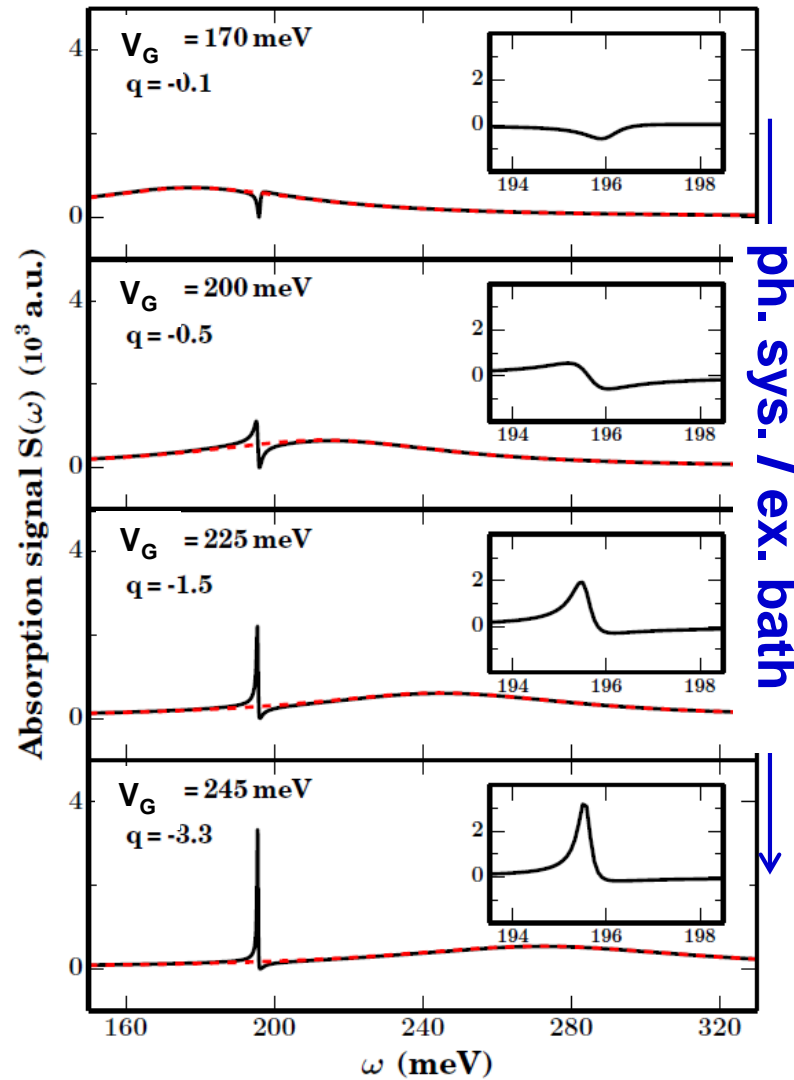 Absorption signal S(ω) (10³ a.u.)
V_G = 170 meV
q = -0.1
4
0
2
0
194 196 198
V_G = 200 meV
q = -0.5
4
0
2
0
194 196 198
V_G = 225 meV
q = -1.5
4
0
2
0
194 196 198
V_G = 245 meV
q = -3.3
4
0
2
0
194 196 198
160 200 240 280 320
ω (meV)
ph. sys. / ex. bath